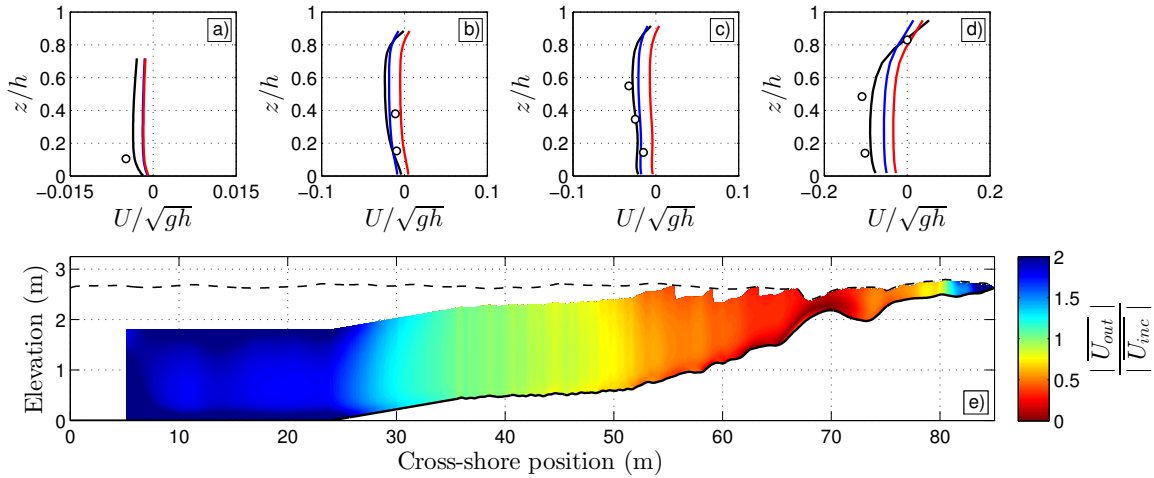 1 a) 1 b) 1 c) 1 d)
0.8 0.8 0.8 0.8
0.6 0.6 0.6 0.6
0.4 0.4 0.4 0.4
0.2 0.2 0.2 0.2
0 0 0 0
z/h z/h z/h z/h
−0.015 0 0.015 −0.1 0 0.1 −0.1 0 0.1 −0.2 0 0.2
U/√gh U/√gh U/√gh U/√gh
3
2
1
0
Elevation (m)
e)
0 10 20 30 40 50 60 70 80
Cross-shore position (m)
2
1.5
1
0.5
0
|U_out|
|U_inc|